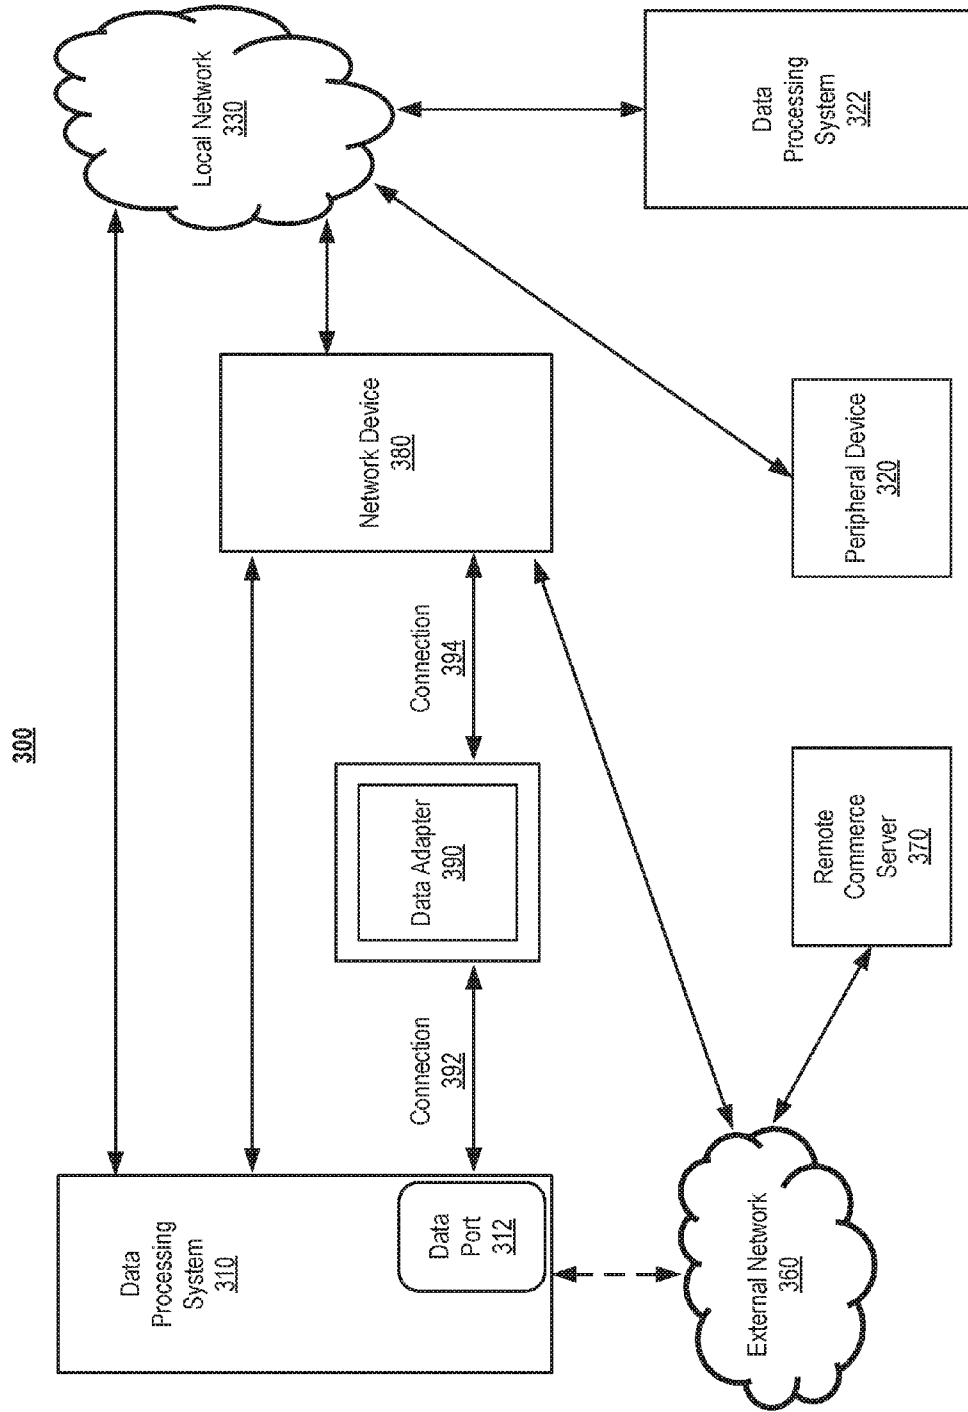 300
Data
Processing
System
310
Data
Port
312
Connection
392
Data Adapter
390
Connection
394
Network Device
380
Local Network
330
External Network
360
Remote
Commerce
Server
370
Peripheral Device
320
Data
Processing
System
322